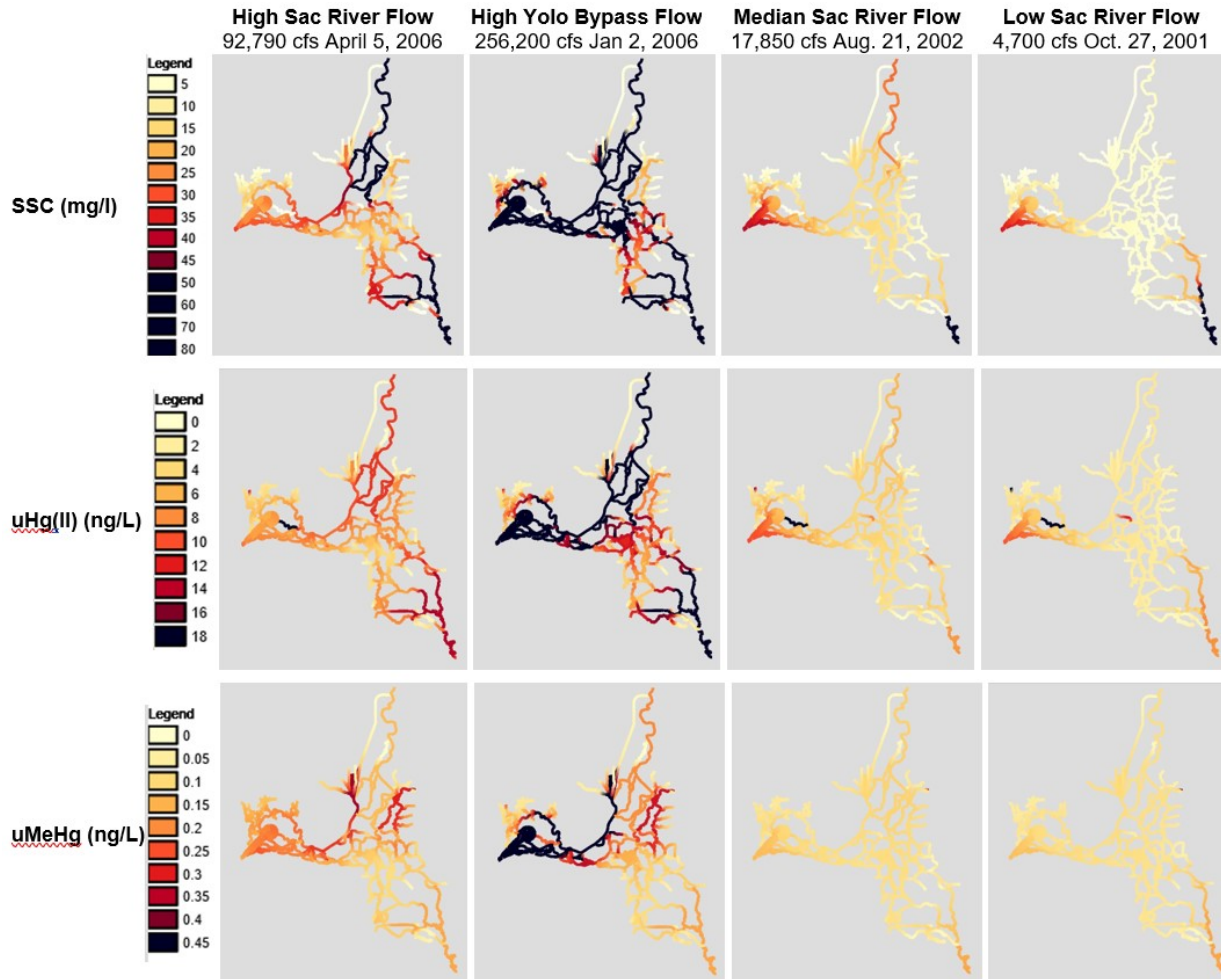 High Sac River Flow
92,790 cfs April 5, 2006
High Yolo Bypass Flow
256,200 cfs Jan 2, 2006
Median Sac River Flow
17,850 cfs Aug. 21, 2002
Low Sac River Flow
4,700 cfs Oct. 27, 2001
SSC (mg/l)
Legend
5
10
15
20
25
30
35
40
45
50
60
70
80
uHg(II) (ng/L)
Legend
0
2
4
6
8
10
12
14
16
18
uMeHg (ng/L)
Legend
0
0.05
0.1
0.15
0.2
0.25
0.3
0.35
0.4
0.45